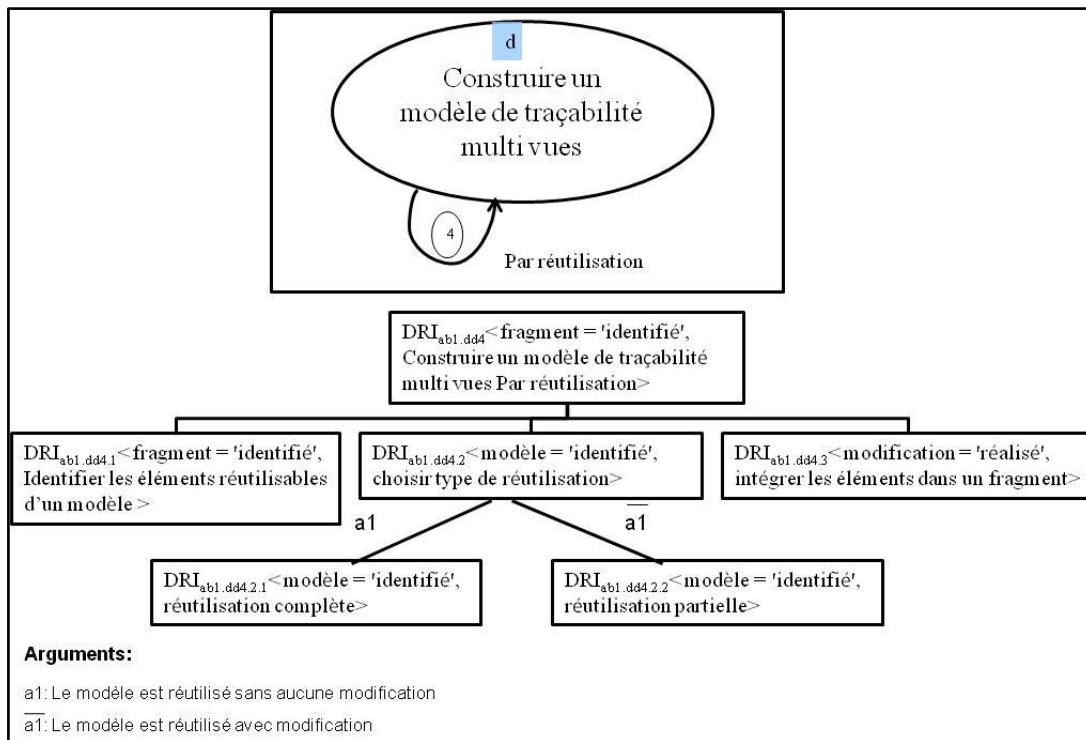 d
Construire un
modèle de traçabilité
multi vues
4
Par réutilisation
DRIab1.dd4<fragment = 'identifié',
Construire un modèle de traçabilité
multi vues Par réutilisation>
DRIab1.dd4.1<fragment = 'identifié',
Identifier les éléments réutilisables
d'un modèle >
DRIab1.dd4.2<modèle = 'identifié',
choisir type de réutilisation>
DRIab1.dd4.3<modification = 'réalisé',
intégrer les éléments dans un fragment>
a1
a1
DRIab1.dd4.2.1<modèle = 'identifié',
réutilisation complète>
DRIab1.dd4.2.2<modèle = 'identifié',
réutilisation partielle>
Arguments:
a1: Le modèle est réutilisé sans aucune modification
a1: Le modèle est réutilisé avec modification